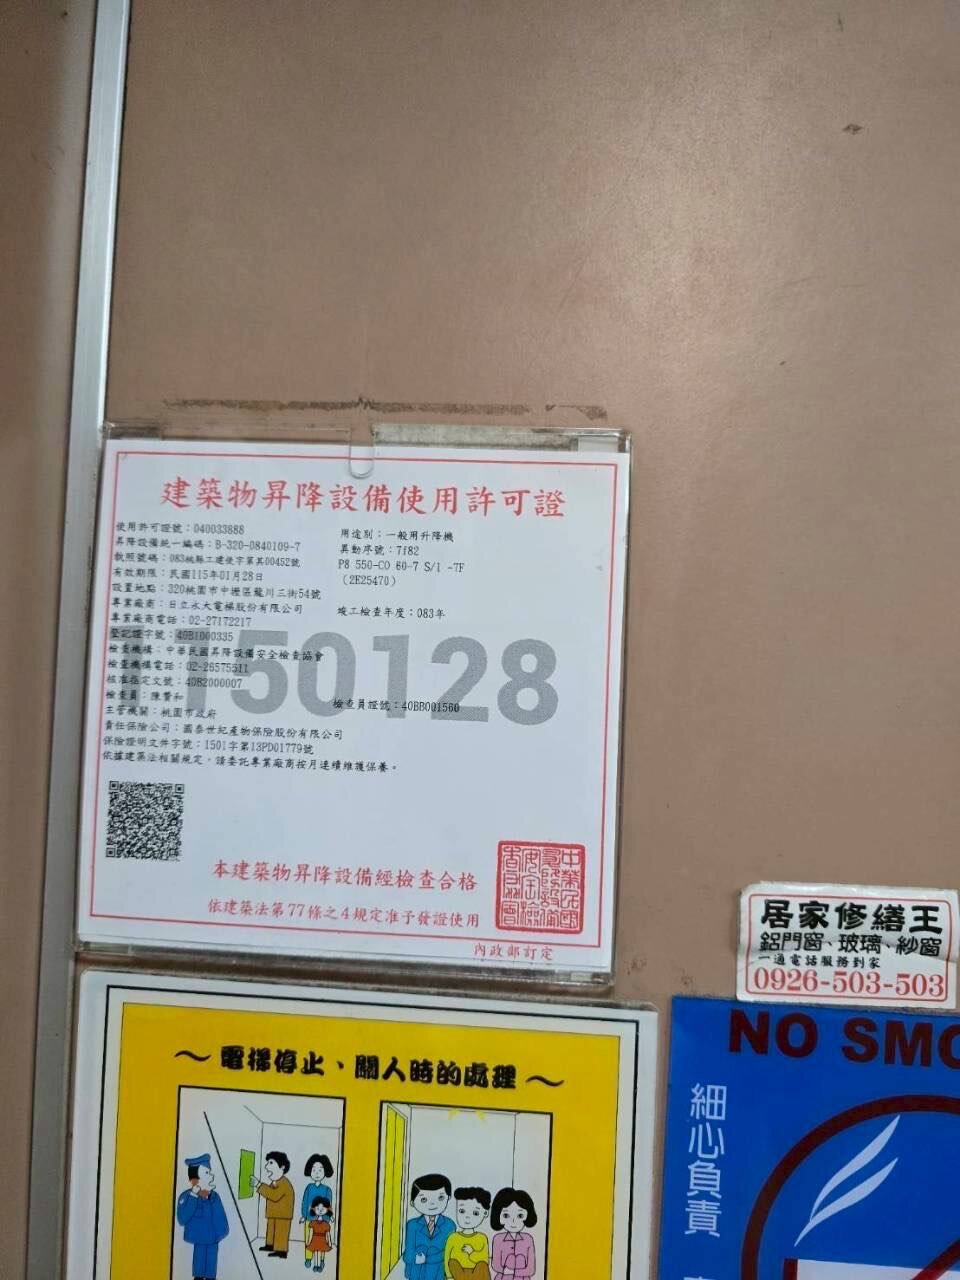 建築物昇降設備使用許可證
使用許可證號：040033888
昇降設備統一編碼：B-320-0840109-7
執照號碼：083桃縣工建使字第其00452號
有效期限：民國115年01月28日
設置地點：320桃園市中壢區龍川三街54號
專業廠商：日立永大電梯股份有限公司
專業廠商電話：02-27172217
登記證字號：40B1000335
檢查機構：中華民國昇降設備安全檢查協會
檢查機構電話：02-26575511
核准指定文號：40B2000007
檢查員：陳贊和
主管機關：桃園市政府
責任保險公司：國泰世紀產物保險股份有限公司
保險證明文件字號：1501字第13PD01779號
依據建築法相關規定，請委託專業廠商按月連續維護保養。
用途別：一般用升降機
異動序號：7f82
P8 550-CO 60-7 S/1 -7F
（2E25470）
竣工檢查年度：083年
檢查員證號：40BB001560
1150128
本建築物昇降設備經檢查合格
依建築法第77條之4規定准予發證使用
內政部訂定
居家修繕王
鋁門窗、玻璃、紗窗
一通電話服務到家
0926-503-503
～電梯停止、關人時的處理～
NO SMO
細心負責